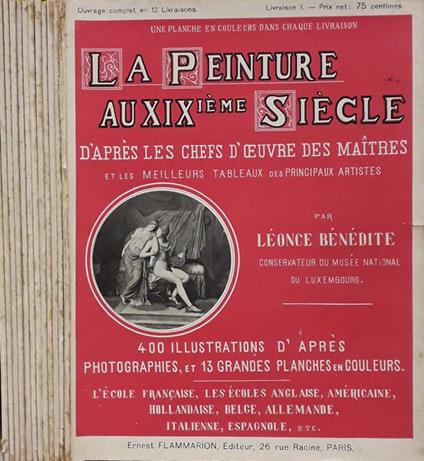 Ouvrage complet en 12 Livraisons. Livraison I. — Prix net: 75 centimes
UNE PLANCHE EN COULEURS DANS CHAQUE LIVRAISON
LA PEINTURE
AU XIXIÈME SIÈCLE
D'APRÈS LES CHEFS D'ŒUVRE DES MAÎTRES
ET LES MEILLEURS TABLEAUX DES PRINCIPAUX ARTISTES
PAR
LÉONCE BÉNÉDITE
CONSERVATEUR DU MUSÉE NATIONAL
DU LUXEMBOURG.
400 ILLUSTRATIONS D'APRÈS
PHOTOGRAPHIES, ET 13 GRANDES PLANCHES EN COULEURS.
L'ÉCOLE FRANÇAISE, LES ÉCOLES ANGLAISE, AMÉRICAINE,
HOLLANDAISE, BELGE, ALLEMANDE,
ITALIENNE, ESPAGNOLE, ETC.
Ernest FLAMMARION, Éditeur, 26 rue Racine, PARIS.